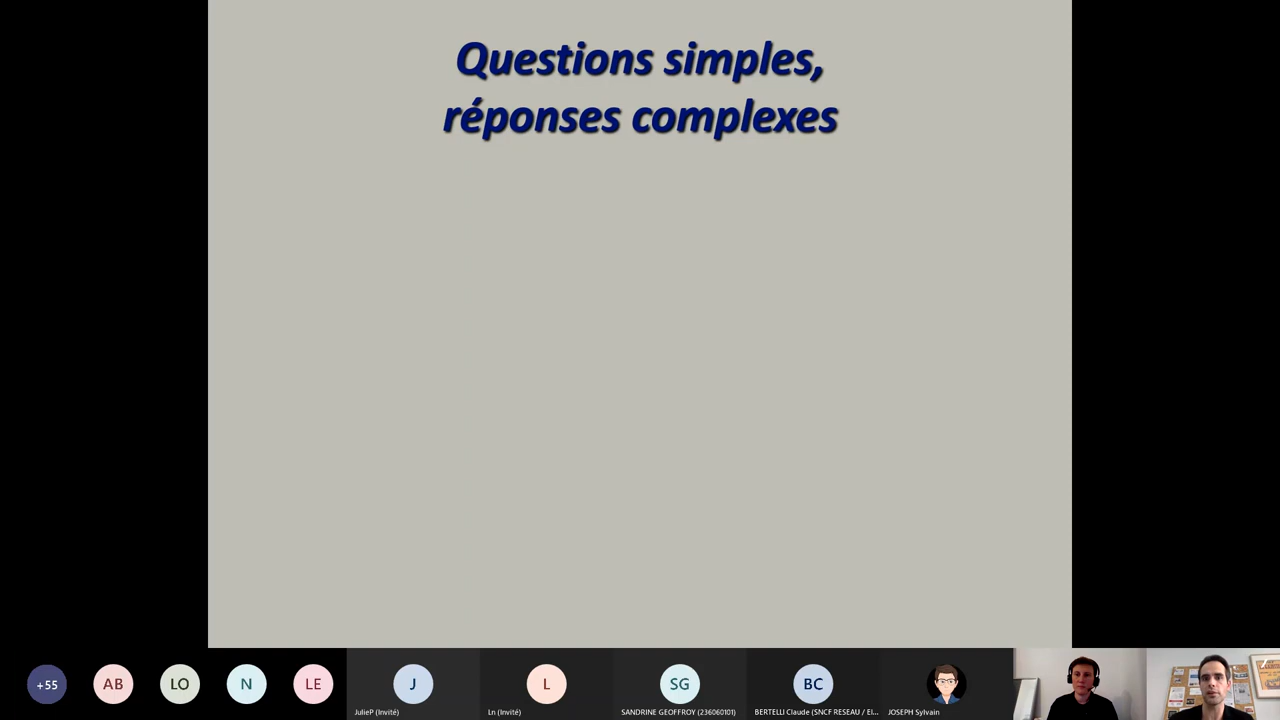 Questions simples,
réponses complexes
+55
AB
LO
N
LE
J
L
SG
BC
JulieP (Invité)
Ln (Invité)
SANDRINE GEOFFROY (236060101)
BERTELLI Claude (SNCF RESEAU / EI...
JOSEPH Sylvain